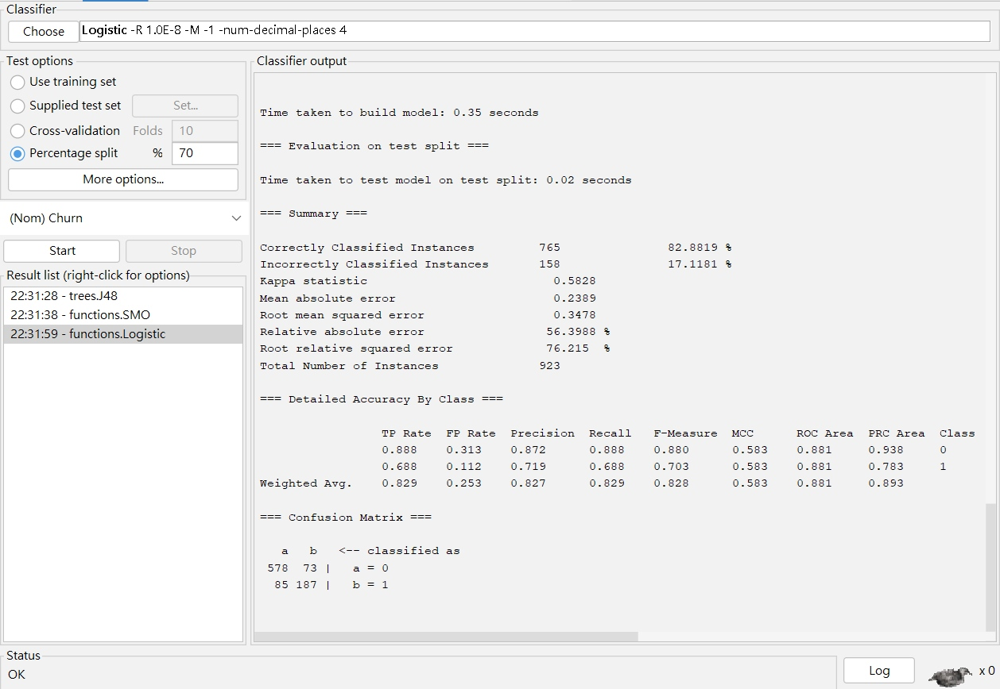 Classifier
Choose Logistic -R 1.0E-8 -M -1 -num-decimal-places 4
Test options
Use training set
Supplied test set Set...
Cross-validation Folds 10
Percentage split % 70
More options...
(Nom) Churn
Start Stop
Result list (right-click for options)
22:31:28 - trees.J48
22:31:38 - functions.SMO
22:31:59 - functions.Logistic
Classifier output
Time taken to build model: 0.35 seconds
=== Evaluation on test split ===
Time taken to test model on test split: 0.02 seconds
=== Summary ===
Correctly Classified Instances 765 82.8819 %
Incorrectly Classified Instances 158 17.1181 %
Kappa statistic 0.5828
Mean absolute error 0.2389
Root mean squared error 0.3478
Relative absolute error 56.3988 %
Root relative squared error 76.215 %
Total Number of Instances 923
=== Detailed Accuracy By Class ===
TP Rate FP Rate Precision Recall F-Measure MCC ROC Area PRC Area Class
0.888 0.313 0.872 0.888 0.880 0.583 0.881 0.938 0
0.688 0.112 0.719 0.688 0.703 0.583 0.881 0.783 1
Weighted Avg. 0.829 0.253 0.827 0.829 0.828 0.583 0.881 0.893
=== Confusion Matrix ===
a b <-- classified as
578 73 | a = 0
85 187 | b = 1
Status
OK
Log
x 0